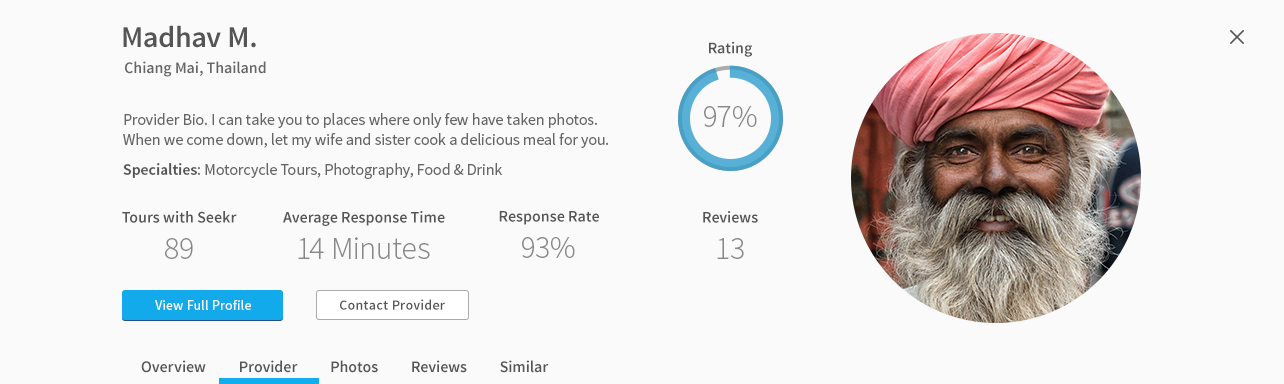 Madhav M.
Chiang Mai, Thailand
Provider Bio. I can take you to places where only few have taken photos.
When we come down, let my wife and sister cook a delicious meal for you.
Specialties: Motorcycle Tours, Photography, Food & Drink
Tours with Seekr
89
Average Response Time
14 Minutes
Response Rate
93%
Rating
97%
Reviews
13
View Full Profile
Contact Provider
Overview
Provider
Photos
Reviews
Similar